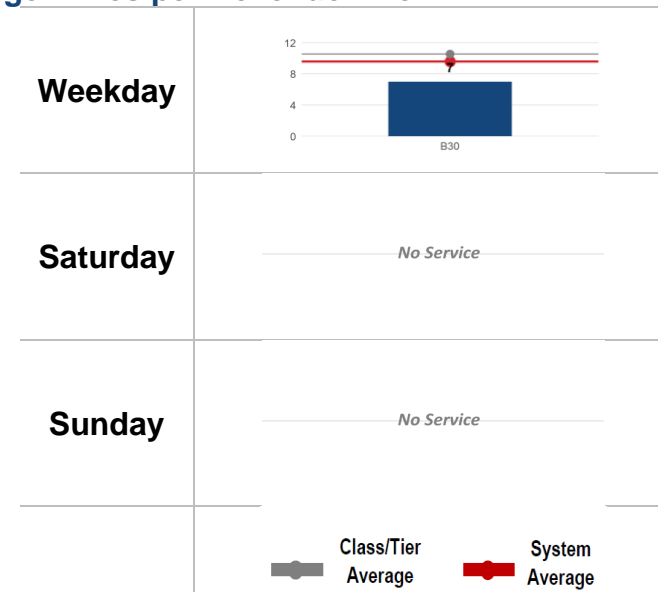 Weekday
12
8
4
0
7
B30
Saturday
No Service
Sunday
No Service
Class/Tier
Average
System
Average